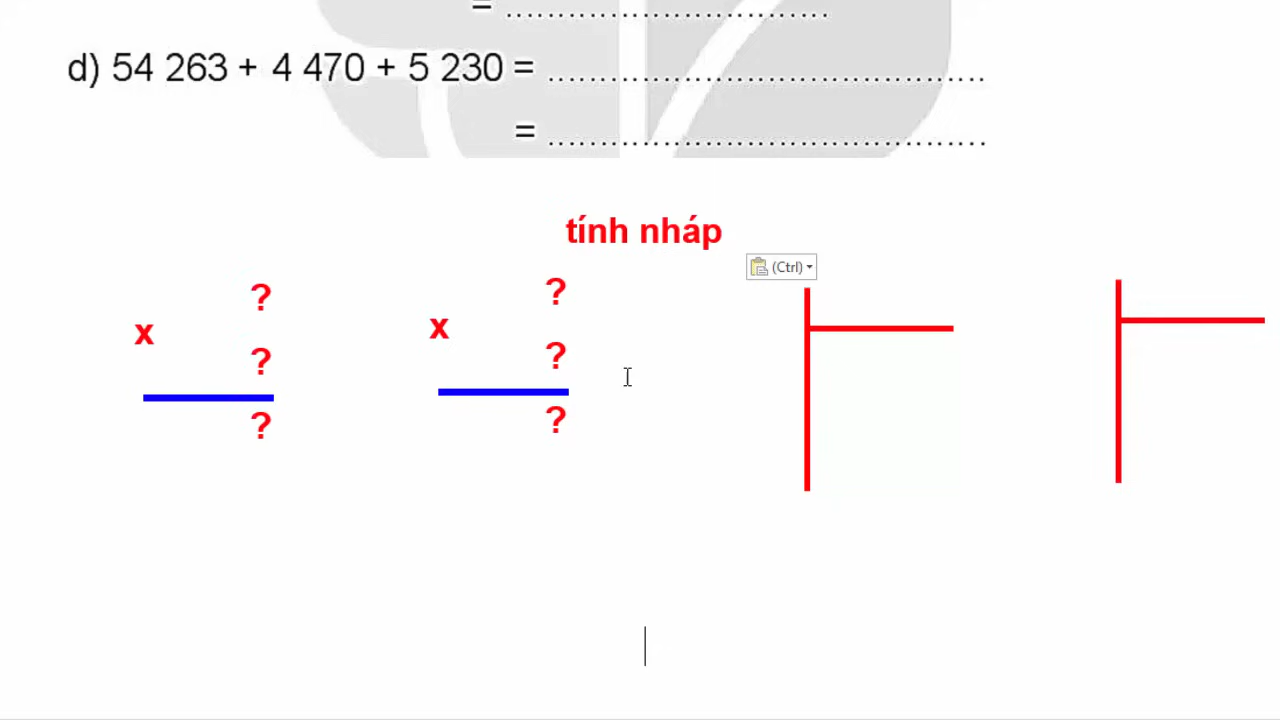 = ..............................
d) 54 263 + 4 470 + 5 230 = ........................................
= ........................................
tính nháp
(Ctrl)
? ?
x x
? ?
? ?